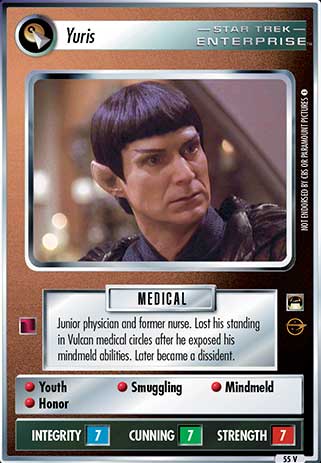 Yuris
STAR TREK
ENTERPRISE™
NOT ENDORSED BY CBS OR PARAMOUNT PICTURES
MEDICAL
Junior physician and former nurse. Lost his standing
in Vulcan medical circles after he exposed his
mindmeld abilities. Later became a dissident.
Youth
Smuggling
Mindmeld
Honor
INTEGRITY 7 CUNNING 7 STRENGTH 7
55 V